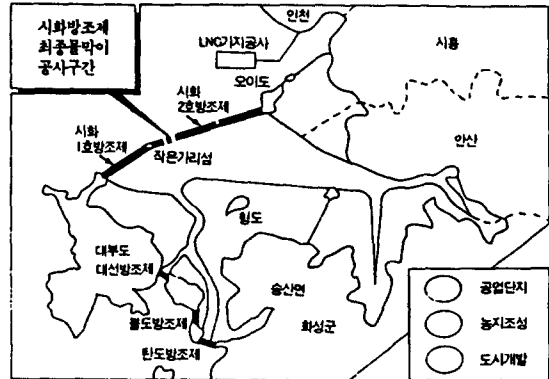 시화방조제
최종물막이
공사구간
인천
LNG기지공사
시흥
오이도
시화
2호방조제
안산
시화
1호방조제
작은가리섬
형도
대부도
대선방조제
송산면
불도방조제
화성군
탄도방조제
공업단지
농지조성
도시개발